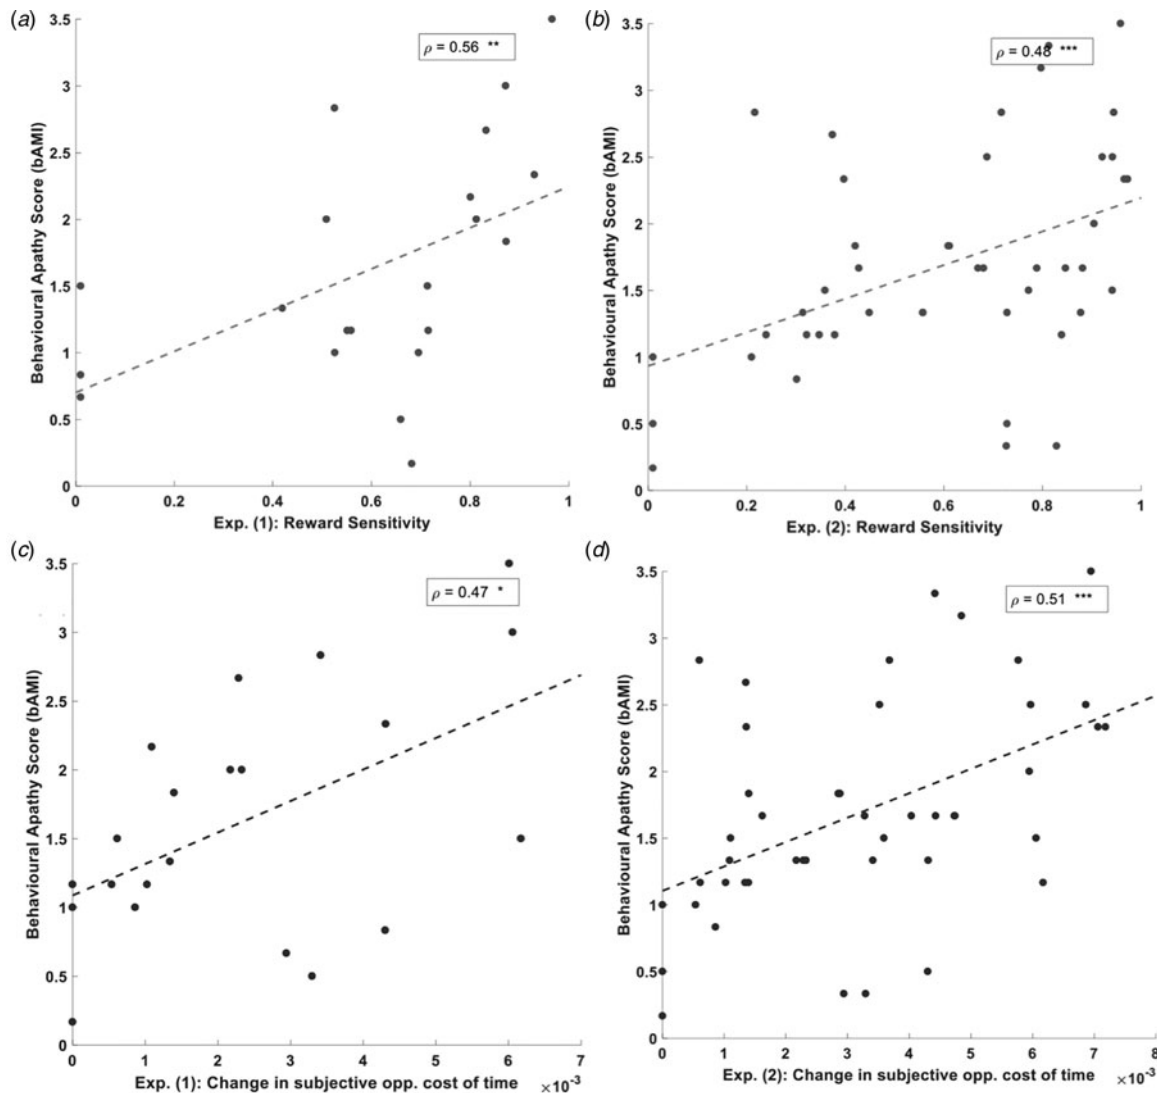 (a)
3.5
3
2.5
2
1.5
1
0.5
0
Behavioural Apathy Score (bAMI)
ρ = 0.56 **
0 0.2 0.4 0.6 0.8 1
Exp. (1): Reward Sensitivity
(b)
3.5
3
2.5
2
1.5
1
0.5
0
Behavioural Apathy Score (bAMI)
ρ = 0.48 ***
0 0.2 0.4 0.6 0.8 1
Exp. (2): Reward Sensitivity
(c)
3.5
3
2.5
2
1.5
1
0.5
0
Behavioural Apathy Score (bAMI)
ρ = 0.47 *
0 1 2 3 4 5 6 7
Exp. (1): Change in subjective opp. cost of time ×10⁻³
(d)
3.5
3
2.5
2
1.5
1
0.5
0
Behavioural Apathy Score (bAMI)
ρ = 0.51 ***
0 1 2 3 4 5 6 7 8
Exp. (2): Change in subjective opp. cost of time ×10⁻³